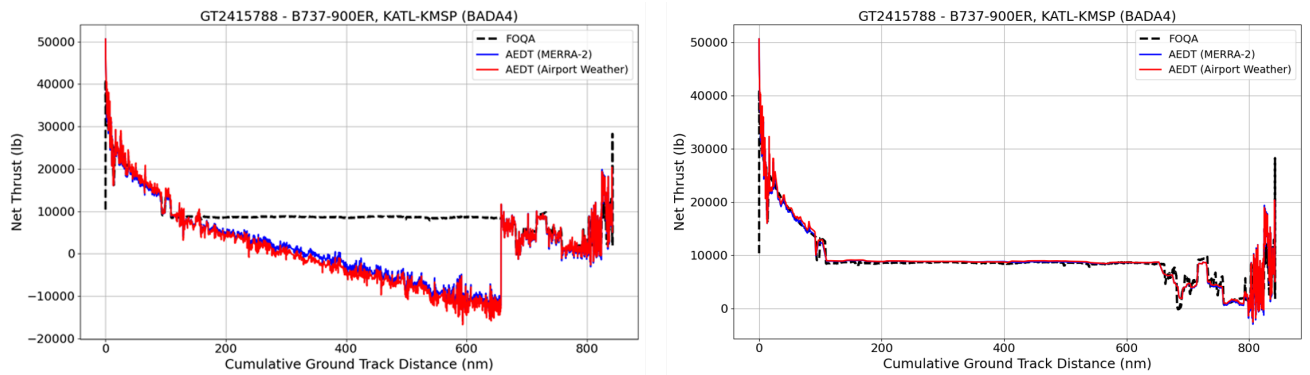 GT2415788 - B737-900ER, KATL-KMSP (BADA4)
FOQA
AEDT (MERRA-2)
AEDT (Airport Weather)
Net Thrust (lb)
50000
40000
30000
20000
10000
0
−10000
−20000
0
200
400
600
800
Cumulative Ground Track Distance (nm)
GT2415788 - B737-900ER, KATL-KMSP (BADA4)
FOQA
AEDT (MERRA-2)
AEDT (Airport Weather)
Net Thrust (lb)
50000
40000
30000
20000
10000
0
0
200
400
600
800
Cumulative Ground Track Distance (nm)